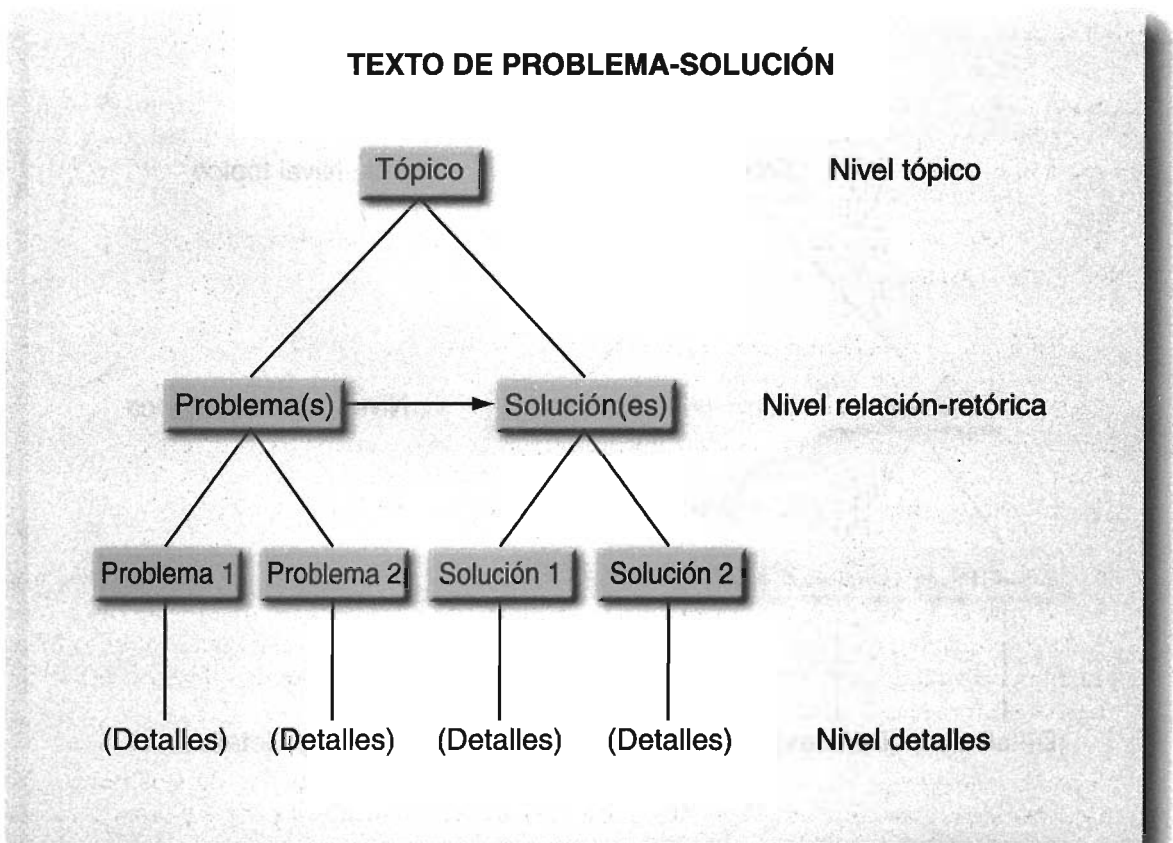 TEXTO DE PROBLEMA-SOLUCIÓN
Tópico Nivel tópico
Problema(s) Solución(es) Nivel relación-retórica
Problema 1 Problema 2 Solución 1 Solución 2
(Detalles) (Detalles) (Detalles) (Detalles) Nivel detalles